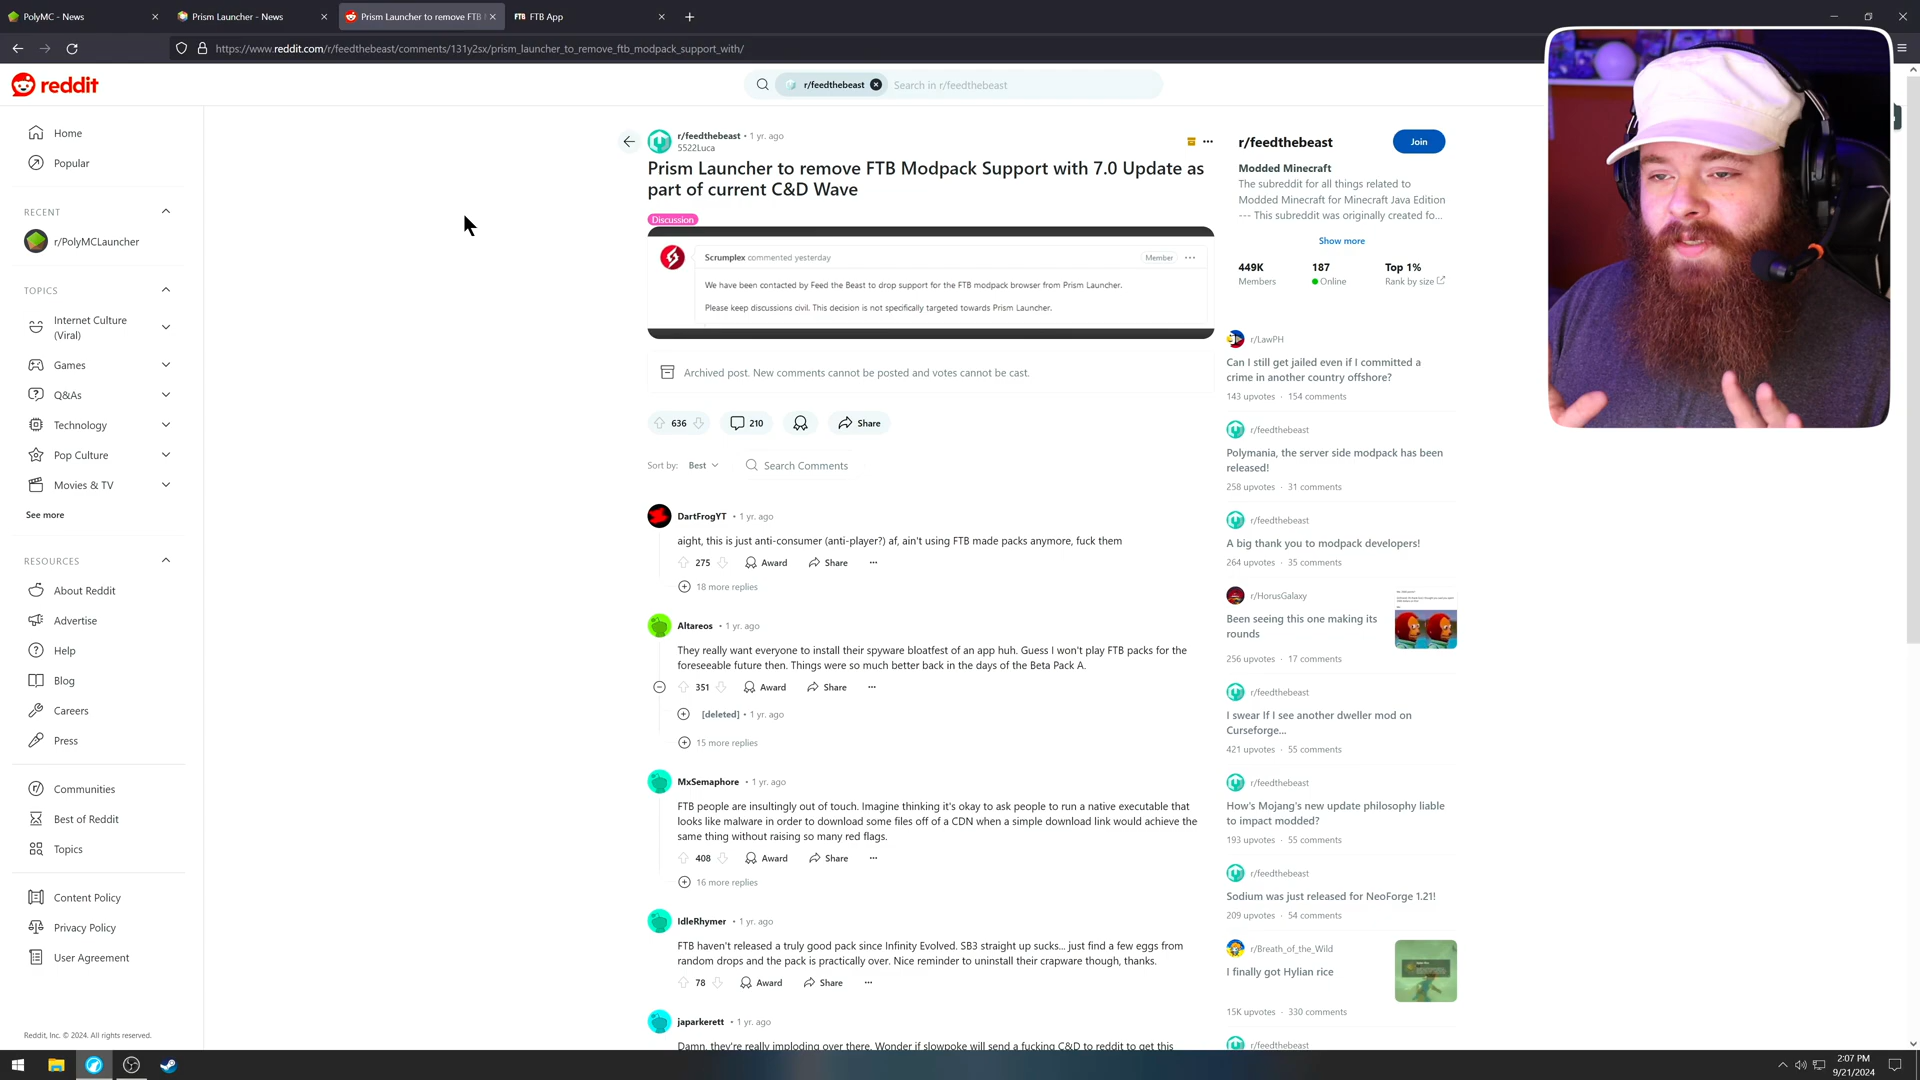 PolyMC - News
Prism Launcher - News
Prism Launcher to remove FTB
FTB FTB App
https://www.reddit.com/r/feedthebeast/comments/131y2sx/prism_launcher_to_remove_ftb_modpack_support_with/
reddit
r/feedthebeast
Search in r/feedthebeast
Home
Popular
RECENT
r/PolyMCLauncher
TOPICS
Internet Culture
(Viral)
Games
Q&As
Technology
Pop Culture
Movies & TV
See more
RESOURCES
About Reddit
Advertise
Help
Blog
Careers
Press
Communities
Best of Reddit
Topics
Content Policy
Privacy Policy
User Agreement
Reddit, Inc. © 2024. All rights reserved.
r/feedthebeast • 1 yr. ago
5522Luca
Prism Launcher to remove FTB Modpack Support with 7.0 Update as
part of current C&D Wave
Discussion
Scrumplex commented yesterday
Member
We have been contacted by Feed the Beast to drop support for the FTB modpack browser from Prism Launcher.
Please keep discussions civil. This decision is not specifically targeted towards Prism Launcher.
Archived post. New comments cannot be posted and votes cannot be cast.
636
210
Share
Sort by: Best
Search Comments
DartFrogYT • 1 yr. ago
aight, this is just anti-consumer (anti-player?) af, ain't using FTB made packs anymore, fuck them
275 Award Share
18 more replies
Altareos • 1 yr. ago
They really want everyone to install their spyware bloatfest of an app huh. Guess I won't play FTB packs for the
foreseeable future then. Things were so much better back in the days of the Beta Pack A.
351 Award Share
[deleted] • 1 yr. ago
15 more replies
MxSemaphore • 1 yr. ago
FTB people are insultingly out of touch. Imagine thinking it's okay to ask people to run a native executable that
looks like malware in order to download some files off of a CDN when a simple download link would achieve the
same thing without raising so many red flags.
408 Award Share
16 more replies
IdleRhymer • 1 yr. ago
FTB haven't released a truly good pack since Infinity Evolved. SB3 straight up sucks... just find a few eggs from
random drops and the pack is practically over. Nice reminder to uninstall their crapware though, thanks.
78 Award Share
japarkerett • 1 yr. ago
Damn, they're really imploding over there. Wonder if slowpoke will send a fucking C&D to reddit to get this
r/feedthebeast
Join
Modded Minecraft
The subreddit for all things related to
Modded Minecraft for Minecraft Java Edition
--- This subreddit was originally created fo...
Show more
449K 187 Top 1%
Members Online Rank by size
r/LawPH
Can I still get jailed even if I committed a
crime in another country offshore?
143 upvotes · 154 comments
r/feedthebeast
Polymania, the server side modpack has been
released!
258 upvotes · 31 comments
r/feedthebeast
A big thank you to modpack developers!
264 upvotes · 35 comments
r/HorusGalaxy
Been seeing this one making its
rounds
256 upvotes · 17 comments
r/feedthebeast
I swear If I see another dweller mod on
Curseforge...
421 upvotes · 55 comments
r/feedthebeast
How's Mojang's new update philosophy liable
to impact modded?
193 upvotes · 55 comments
r/feedthebeast
Sodium was just released for NeoForge 1.21!
209 upvotes · 54 comments
r/Breath_of_the_Wild
I finally got Hylian rice
15K upvotes · 330 comments
r/feedthebeast
2:07 PM
9/21/2024